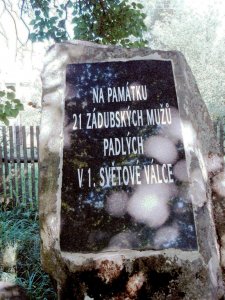 NA PAMÁTKU
21 ZÁDUBSKÝCH MUŽŮ
PADLÝCH
V 1. SVĚTOVÉ VÁLCE